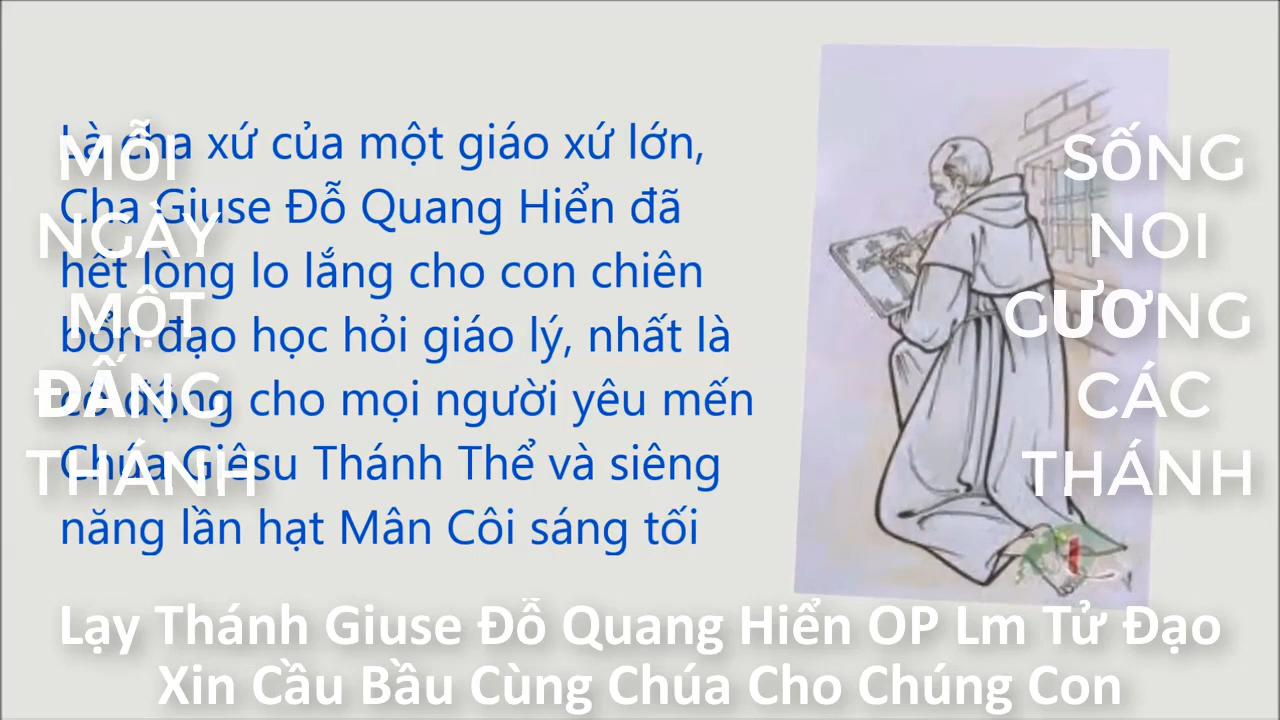 Là cha xứ của một giáo xứ lớn,
Cha Giuse Đỗ Quang Hiển đã
hết lòng lo lắng cho con chiên
bổn đạo học hỏi giáo lý, nhất là
cổ động cho mọi người yêu mến
Chúa Giêsu Thánh Thể và siêng
năng lần hạt Mân Côi sáng tối
MỖI
NGÀY
MỘT
ĐẤNG
THÁNH
SỐNG
NOI
GƯƠNG
CÁC
THÁNH
Lạy Thánh Giuse Đỗ Quang Hiển OP Lm Tử Đạo
Xin Cầu Bầu Cùng Chúa Cho Chúng Con